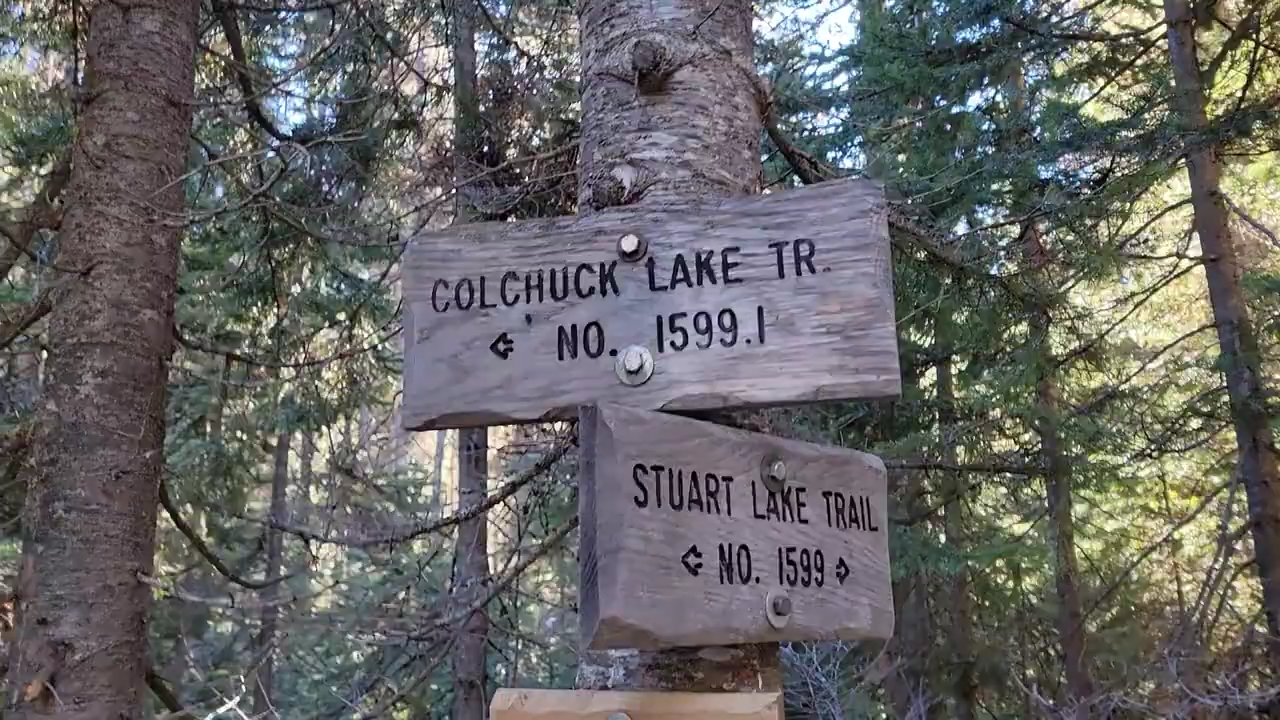 COLCHUCK LAKE TR.
← NO. 1599.1
STUART LAKE TRAIL
← NO. 1599 →